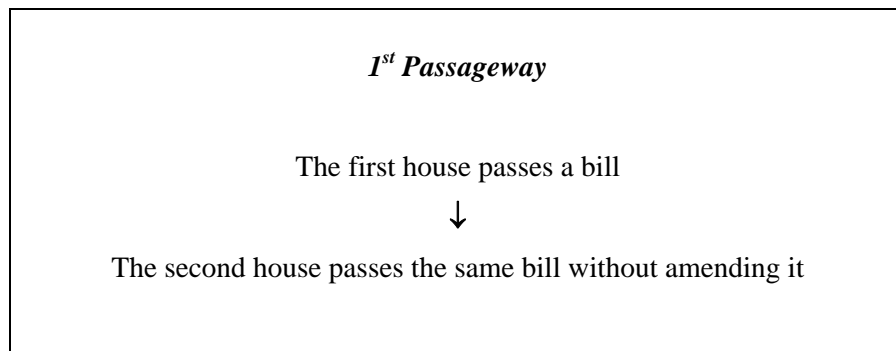 1st Passageway
The first house passes a bill
↓
The second house passes the same bill without amending it